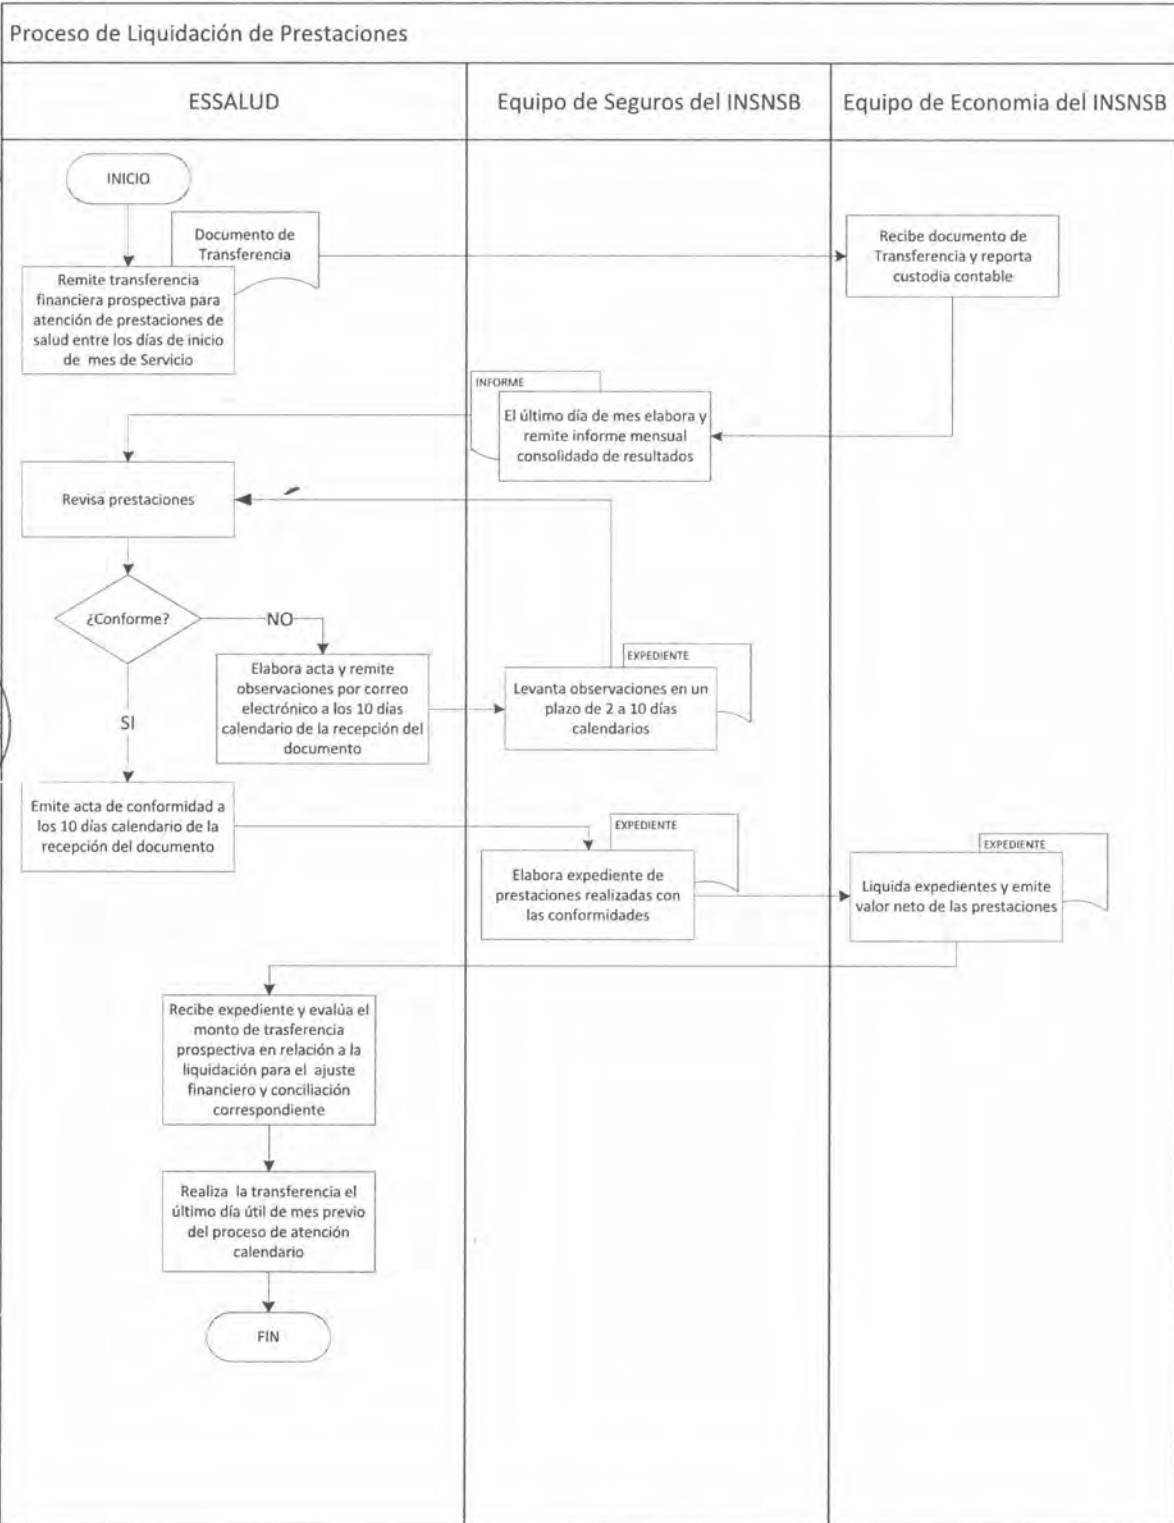 Proceso de Liquidación de Prestaciones
ESSALUD
Equipo de Seguros del INSNSB
Equipo de Economia del INSNSB
INICIO
Documento de
Transferencia
Remite transferencia
financiera prospectiva para
atención de prestaciones de
salud entre los días de inicio
de mes de Servicio
Recibe documento de
Transferencia y reporta
custodia contable
INFORME
El último día de mes elabora y
remite informe mensual
consolidado de resultados
Revisa prestaciones
¿Conforme?
NO
SI
Elabora acta y remite
observaciones por correo
electrónico a los 10 días
calendario de la recepción del
documento
EXPEDIENTE
Levanta observaciones en un
plazo de 2 a 10 días
calendarios
Emite acta de conformidad a
los 10 días calendario de la
recepción del documento
EXPEDIENTE
Elabora expediente de
prestaciones realizadas con
las conformidades
EXPEDIENTE
Liquida expedientes y emite
valor neto de las prestaciones
Recibe expediente y evalúa el
monto de trasferencia
prospectiva en relación a la
liquidación para el ajuste
financiero y conciliación
correspondiente
Realiza la transferencia el
último día útil de mes previo
del proceso de atención
calendario
FIN